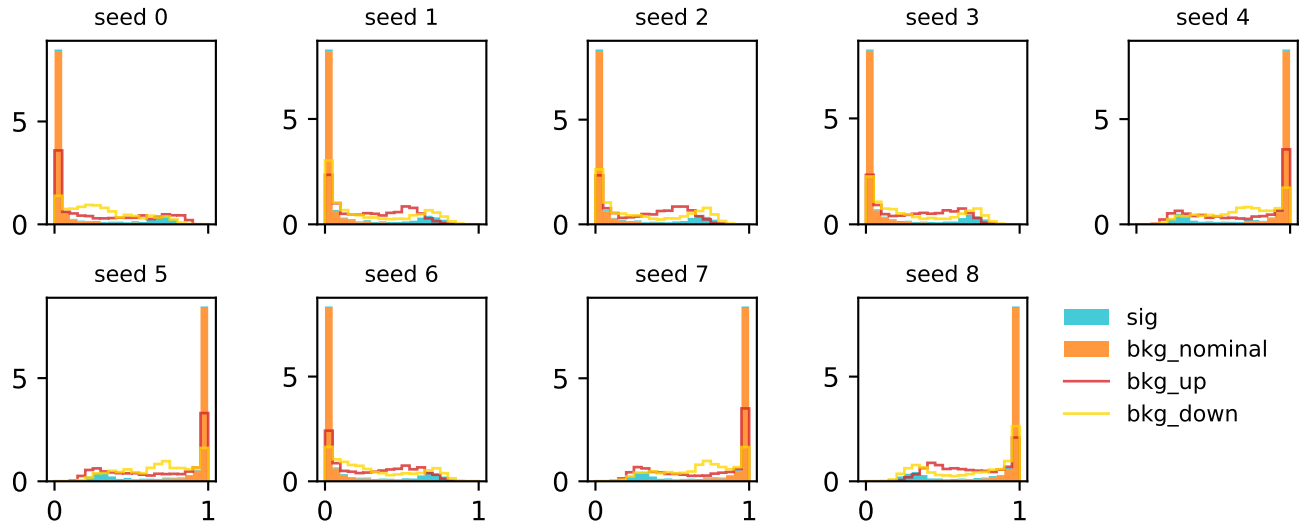 seed 0
seed 1
seed 2
seed 3
seed 4
5
0
5
0
5
0
5
0
5
0
seed 5
seed 6
seed 7
seed 8
5
0
5
0
5
0
5
0
0 1
0 1
0 1
0 1
sig
bkg_nominal
bkg_up
bkg_down